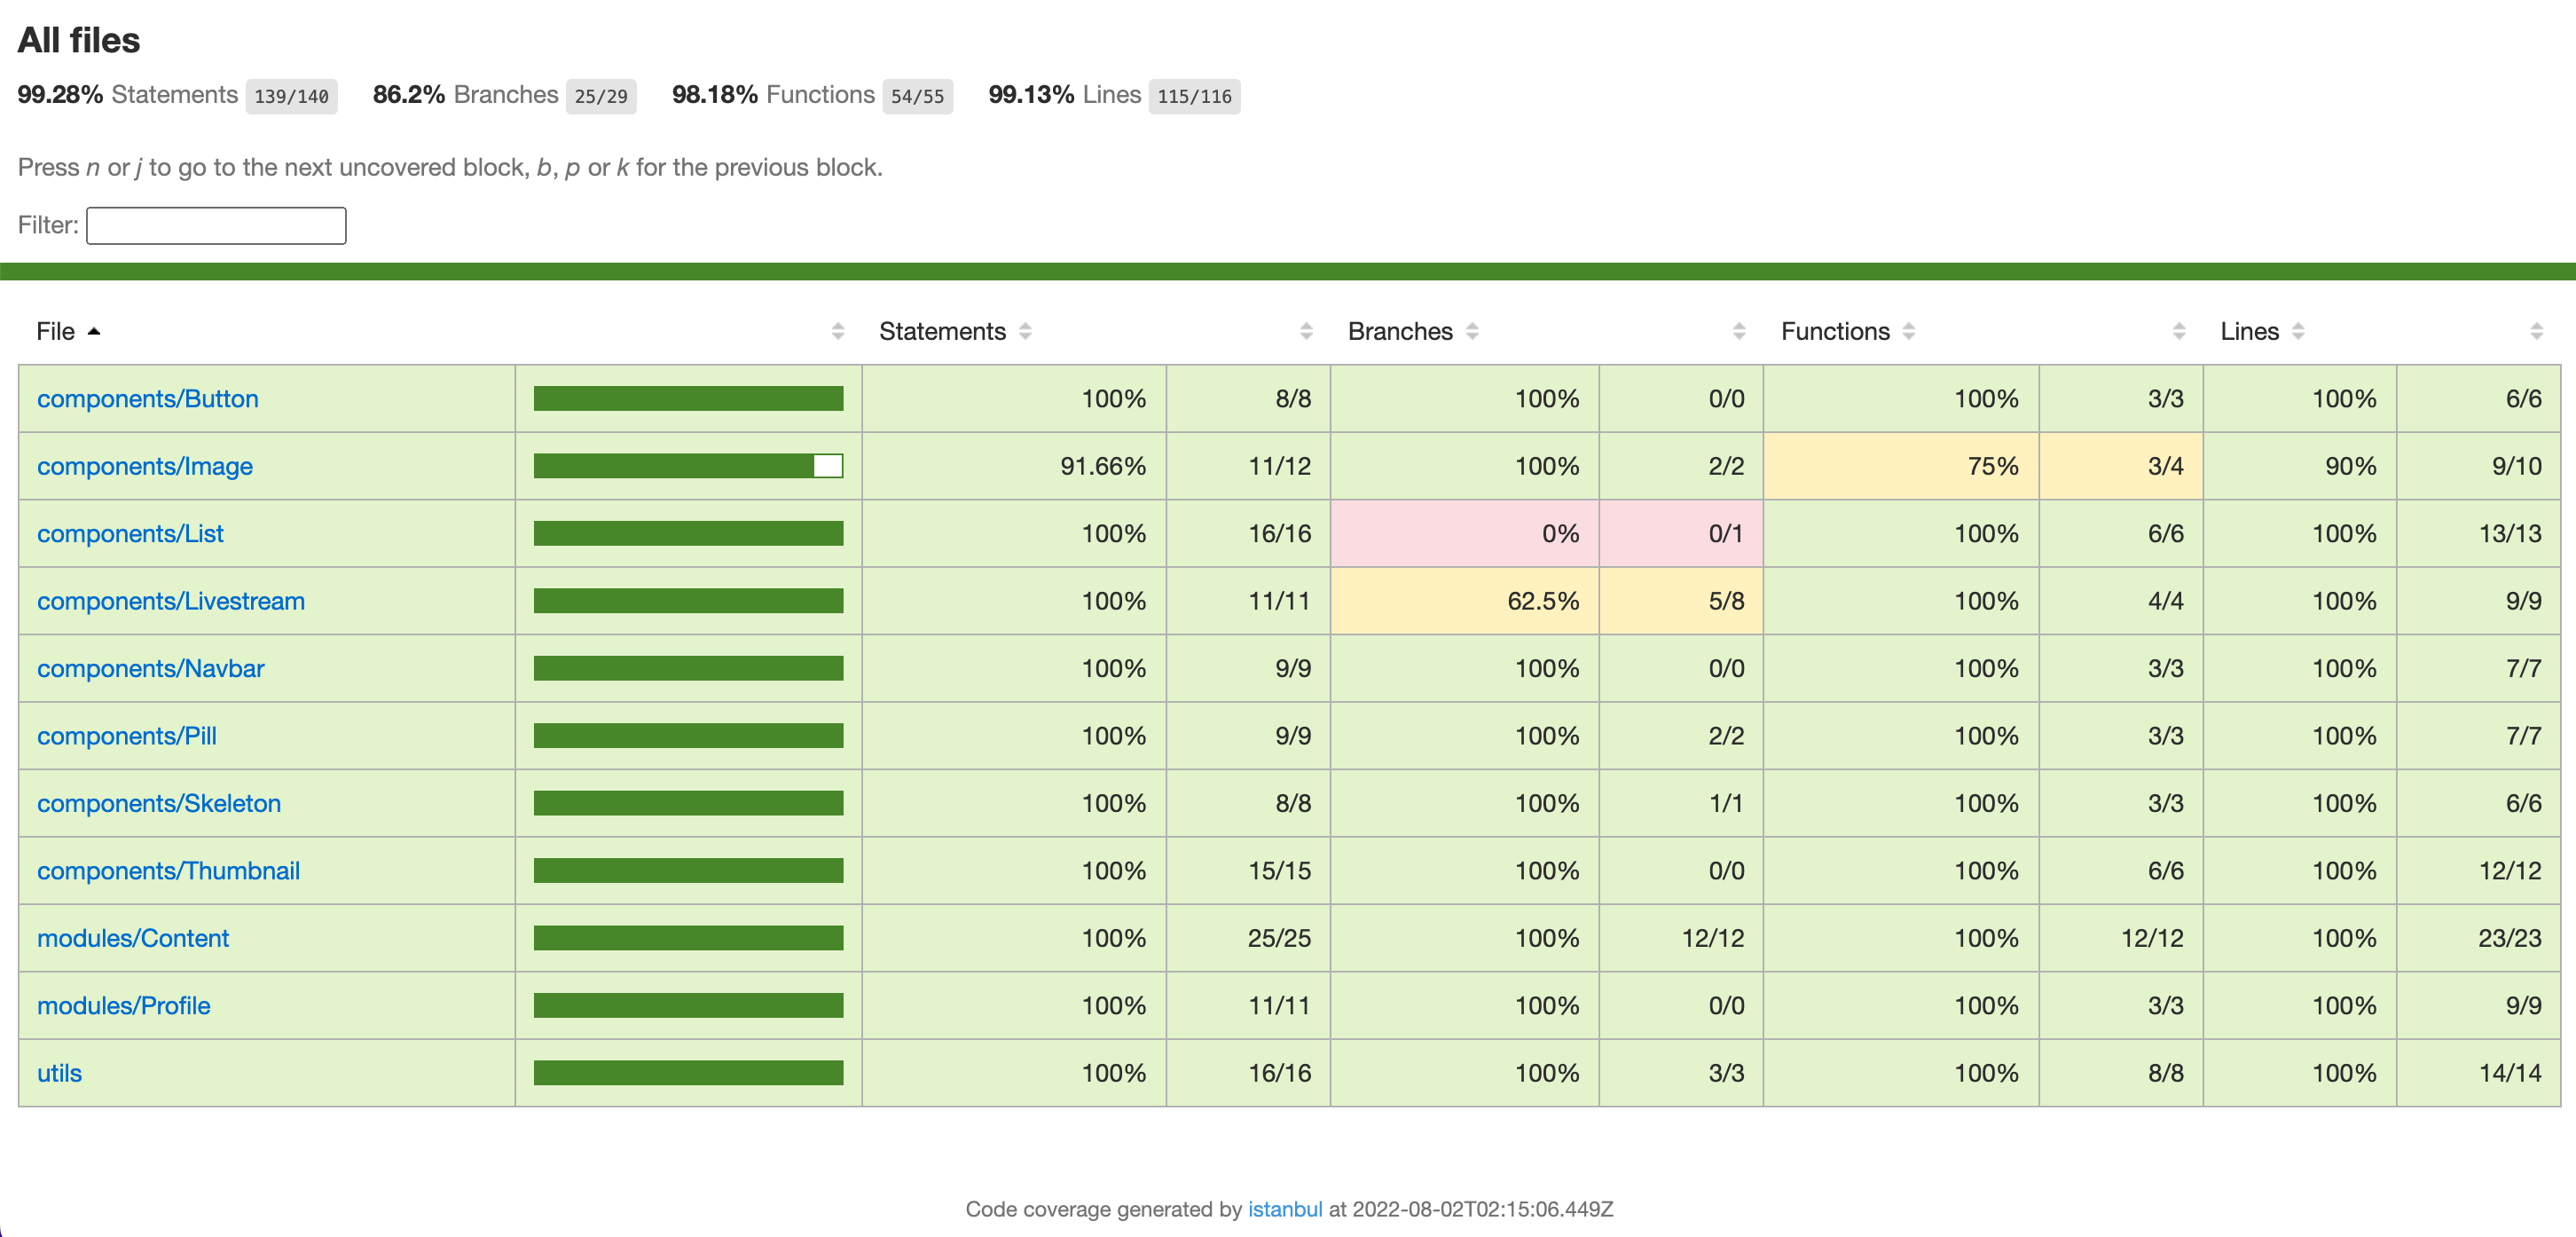 All files
99.28% Statements 139/140 86.2% Branches 25/29 98.18% Functions 54/55 99.13% Lines 115/116
Press n or j to go to the next uncovered block, b, p or k for the previous block.
Filter:
File Statements Branches Functions Lines
components/Button 100% 8/8 100% 0/0 100% 3/3 100% 6/6
components/Image 91.66% 11/12 100% 2/2 75% 3/4 90% 9/10
components/List 100% 16/16 0% 0/1 100% 6/6 100% 13/13
components/Livestream 100% 11/11 62.5% 5/8 100% 4/4 100% 9/9
components/Navbar 100% 9/9 100% 0/0 100% 3/3 100% 7/7
components/Pill 100% 9/9 100% 2/2 100% 3/3 100% 7/7
components/Skeleton 100% 8/8 100% 1/1 100% 3/3 100% 6/6
components/Thumbnail 100% 15/15 100% 0/0 100% 6/6 100% 12/12
modules/Content 100% 25/25 100% 12/12 100% 12/12 100% 23/23
modules/Profile 100% 11/11 100% 0/0 100% 3/3 100% 9/9
utils 100% 16/16 100% 3/3 100% 8/8 100% 14/14
Code coverage generated by istanbul at 2022-08-02T02:15:06.449Z